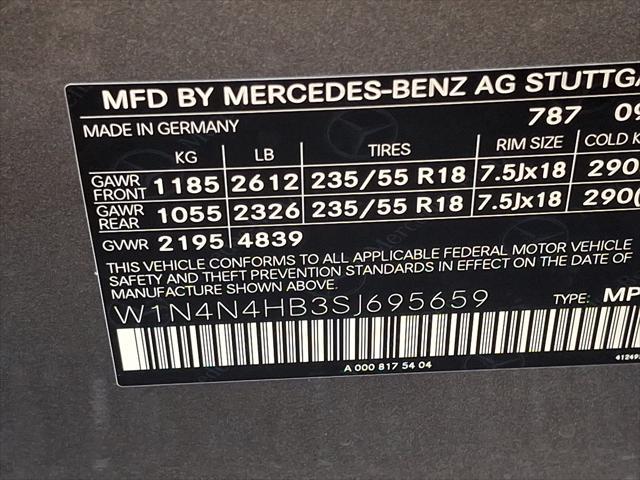 MFD BY MERCEDES-BENZ AG STUTTGA
MADE IN GERMANY 787 09
KG LB TIRES RIM SIZE COLD K
GAWR FRONT 1185 2612 235/55 R18 7.5Jx18 290
GAWR REAR 1055 2326 235/55 R18 7.5Jx18 290(
GVWR 2195 4839
THIS VEHICLE CONFORMS TO ALL APPLICABLE FEDERAL MOTOR VEHICLE
SAFETY AND THEFT PREVENTION STANDARDS IN EFFECT ON THE DATE OF
MANUFACTURE SHOWN ABOVE.
W1N4N4HB3SJ695659 TYPE: MP
A 000 817 54 04 41249